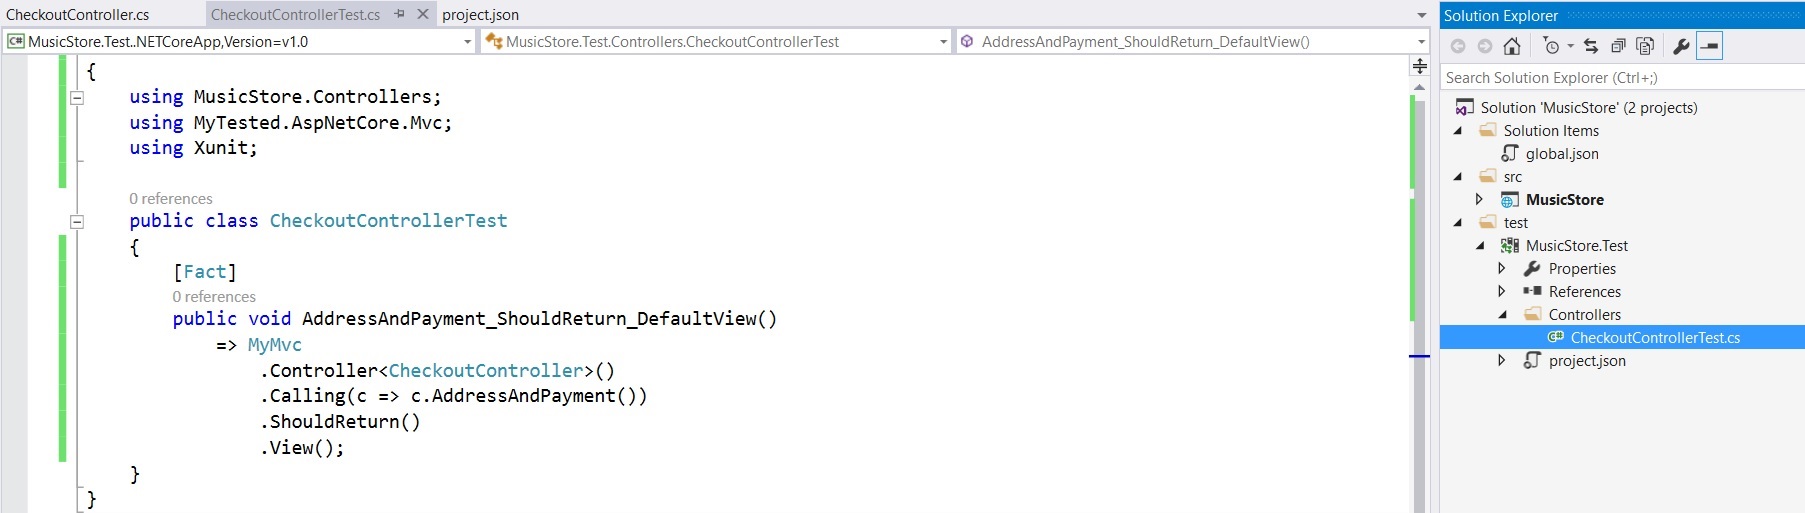 CheckoutController.cs CheckoutControllerTest.cs project.json
MusicStore.Test..NETCoreApp,Version=v1.0 MusicStore.Test.Controllers.CheckoutControllerTest AddressAndPayment_ShouldReturn_DefaultView()
{
using MusicStore.Controllers;
using MyTested.AspNetCore.Mvc;
using Xunit;
0 references
public class CheckoutControllerTest
{
[Fact]
0 references
public void AddressAndPayment_ShouldReturn_DefaultView()
=> MyMvc
.Controller<CheckoutController>()
.Calling(c => c.AddressAndPayment())
.ShouldReturn()
.View();
}
}
Solution Explorer
Search Solution Explorer (Ctrl+;)
Solution 'MusicStore' (2 projects)
Solution Items
global.json
src
MusicStore
test
MusicStore.Test
Properties
References
Controllers
C# CheckoutControllerTest.cs
project.json